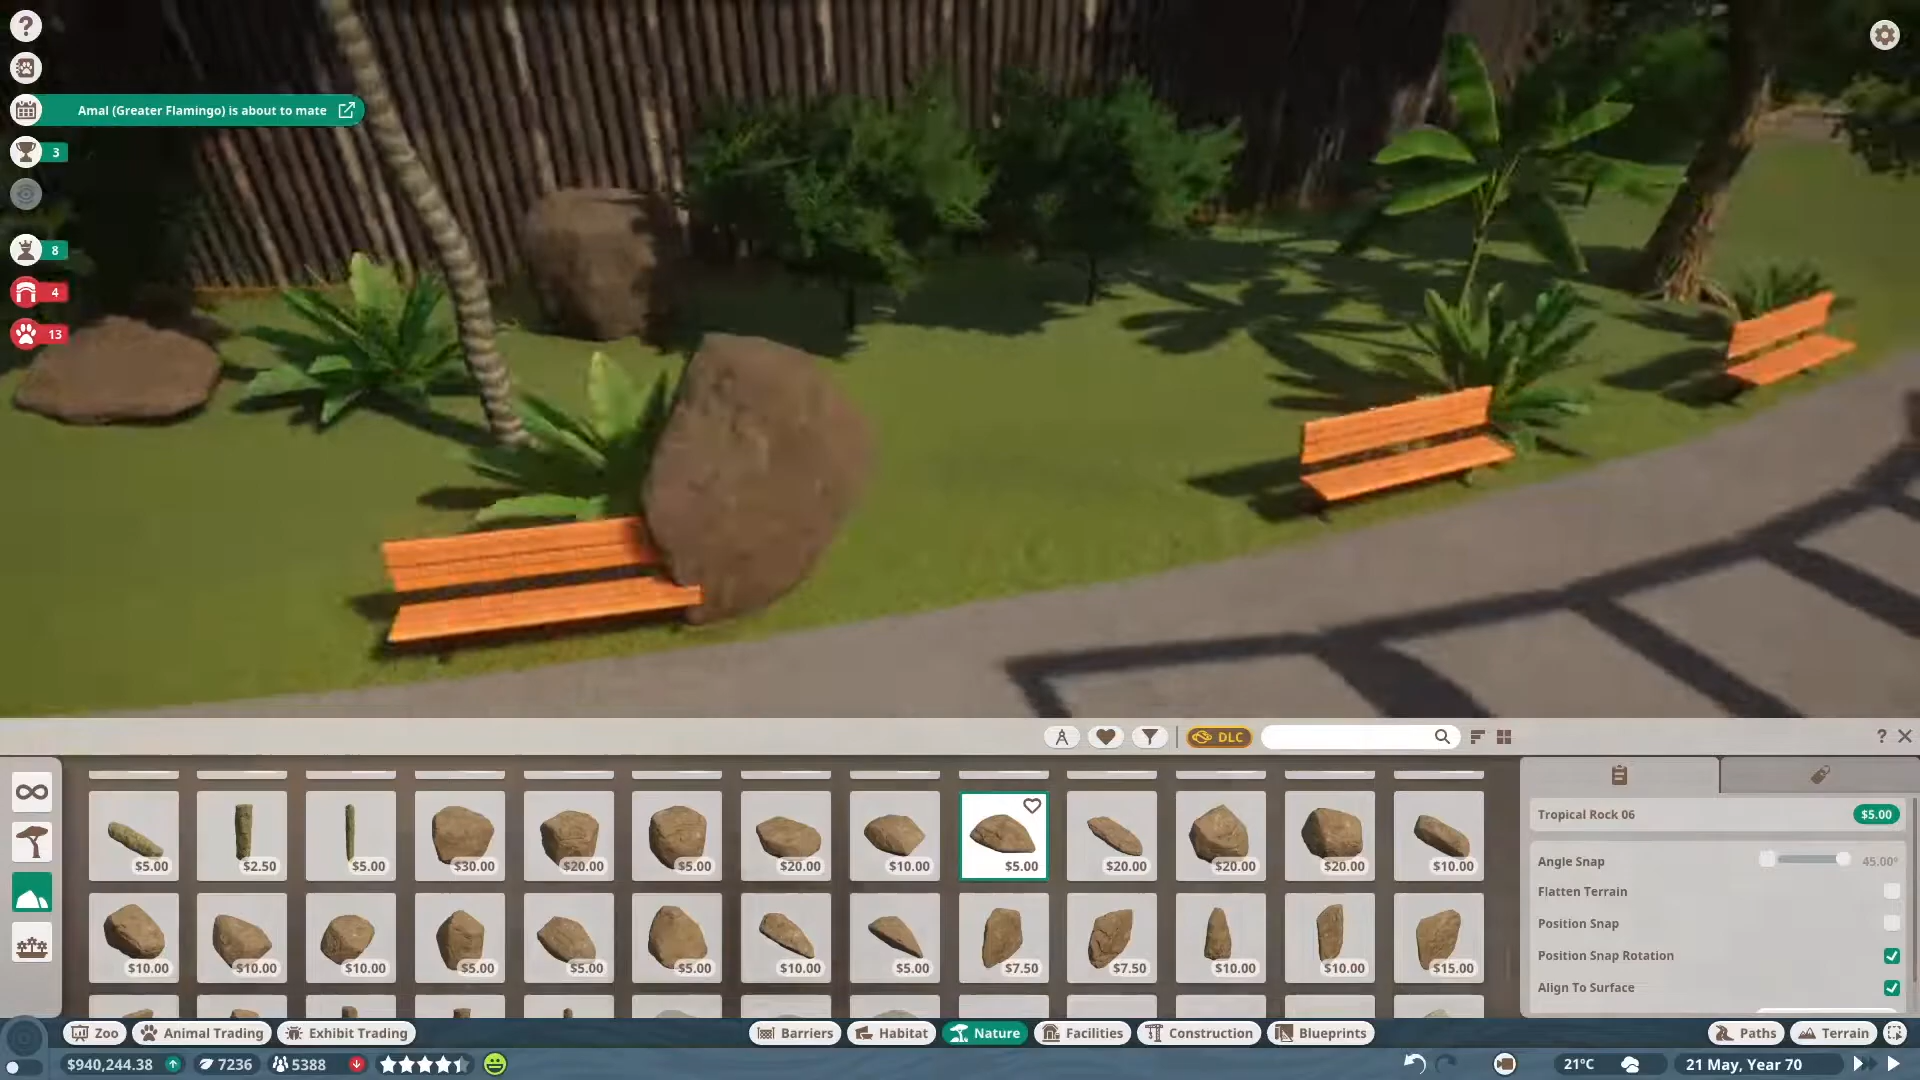 ?
Amal (Greater Flamingo) is about to mate
3
8
4
13
DLC
?
$5.00 $2.50 $5.00 $30.00 $20.00 $5.00 $20.00 $10.00 $5.00 $20.00 $20.00 $20.00 $10.00
$10.00 $10.00 $10.00 $5.00 $5.00 $5.00 $10.00 $5.00 $7.50 $7.50 $10.00 $10.00 $15.00
Tropical Rock 06 $5.00
Angle Snap 45.00°
Flatten Terrain
Position Snap
Position Snap Rotation
Align To Surface
Zoo Animal Trading Exhibit Trading Barriers Habitat Nature Facilities Construction Blueprints Paths Terrain
$940,244.38 7236 5388 21°C 21 May, Year 70